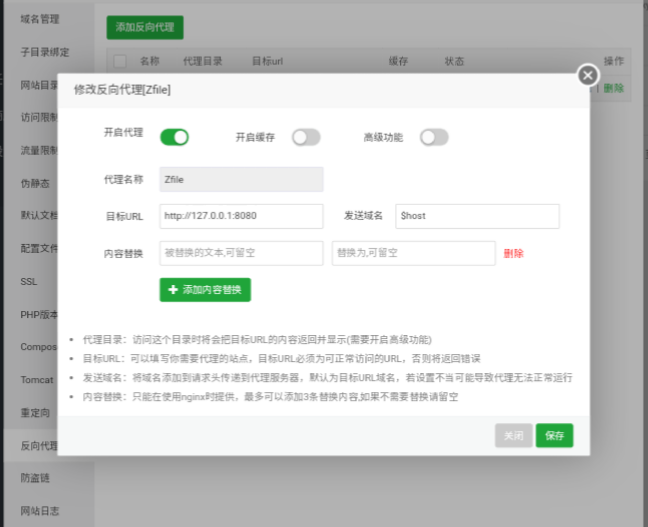 域名管理
添加反向代理
子目录绑定
名称 代理目录 目标url 缓存 状态 操作
网站目录
修改反向代理[Zfile]
| 删除
访问限制
开启代理 开启缓存 高级功能
流量限制
代理名称 Zfile
伪静态
目标URL http://127.0.0.1:8080 发送域名 $host
默认文档
内容替换 被替换的文本,可留空 替换为,可留空 删除
配置文件
SSL
添加内容替换
PHP版本
代理目录：访问这个目录时将会把目标URL的内容返回并显示(需要开启高级功能)
Compos
目标URL：可以填写你需要代理的站点，目标URL必须为可正常访问的URL，否则将返回错误
Tomcat
发送域名：将域名添加到请求头传递到代理服务器，默认为目标URL域名，若设置不当可能导致代理无法正常运行
内容替换：只能在使用nginx时提供，最多可以添加3条替换内容,如果不需要替换请留空
重定向
关闭 保存
反向代理
防盗链
网站日志